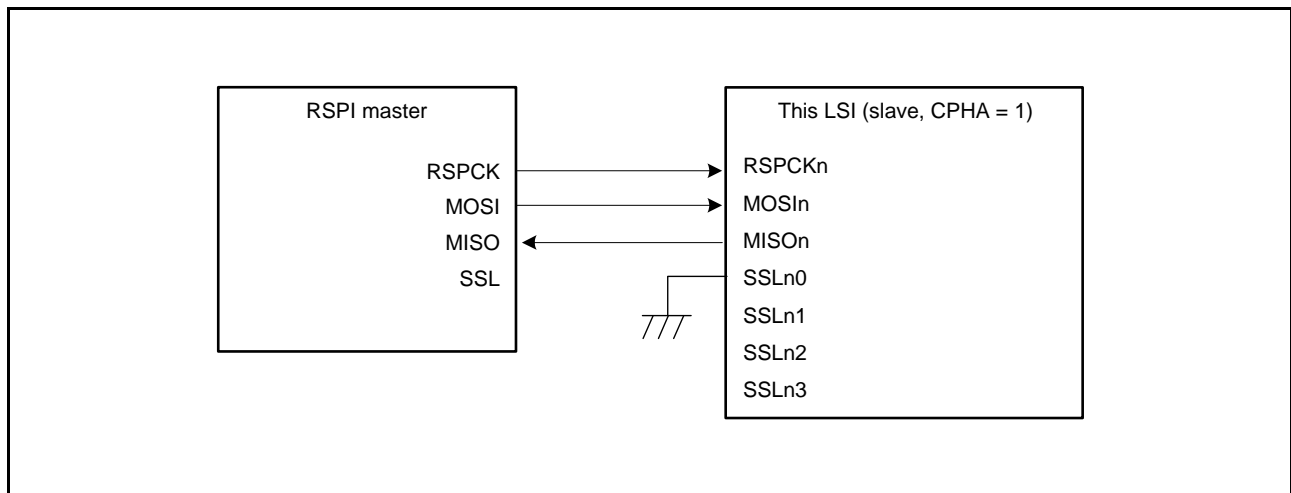 RSPI master
RSPCK
MOSI
MISO
SSL
This LSI (slave, CPHA = 1)
RSPCKn
MOSIn
MISOn
SSLn0
SSLn1
SSLn2
SSLn3